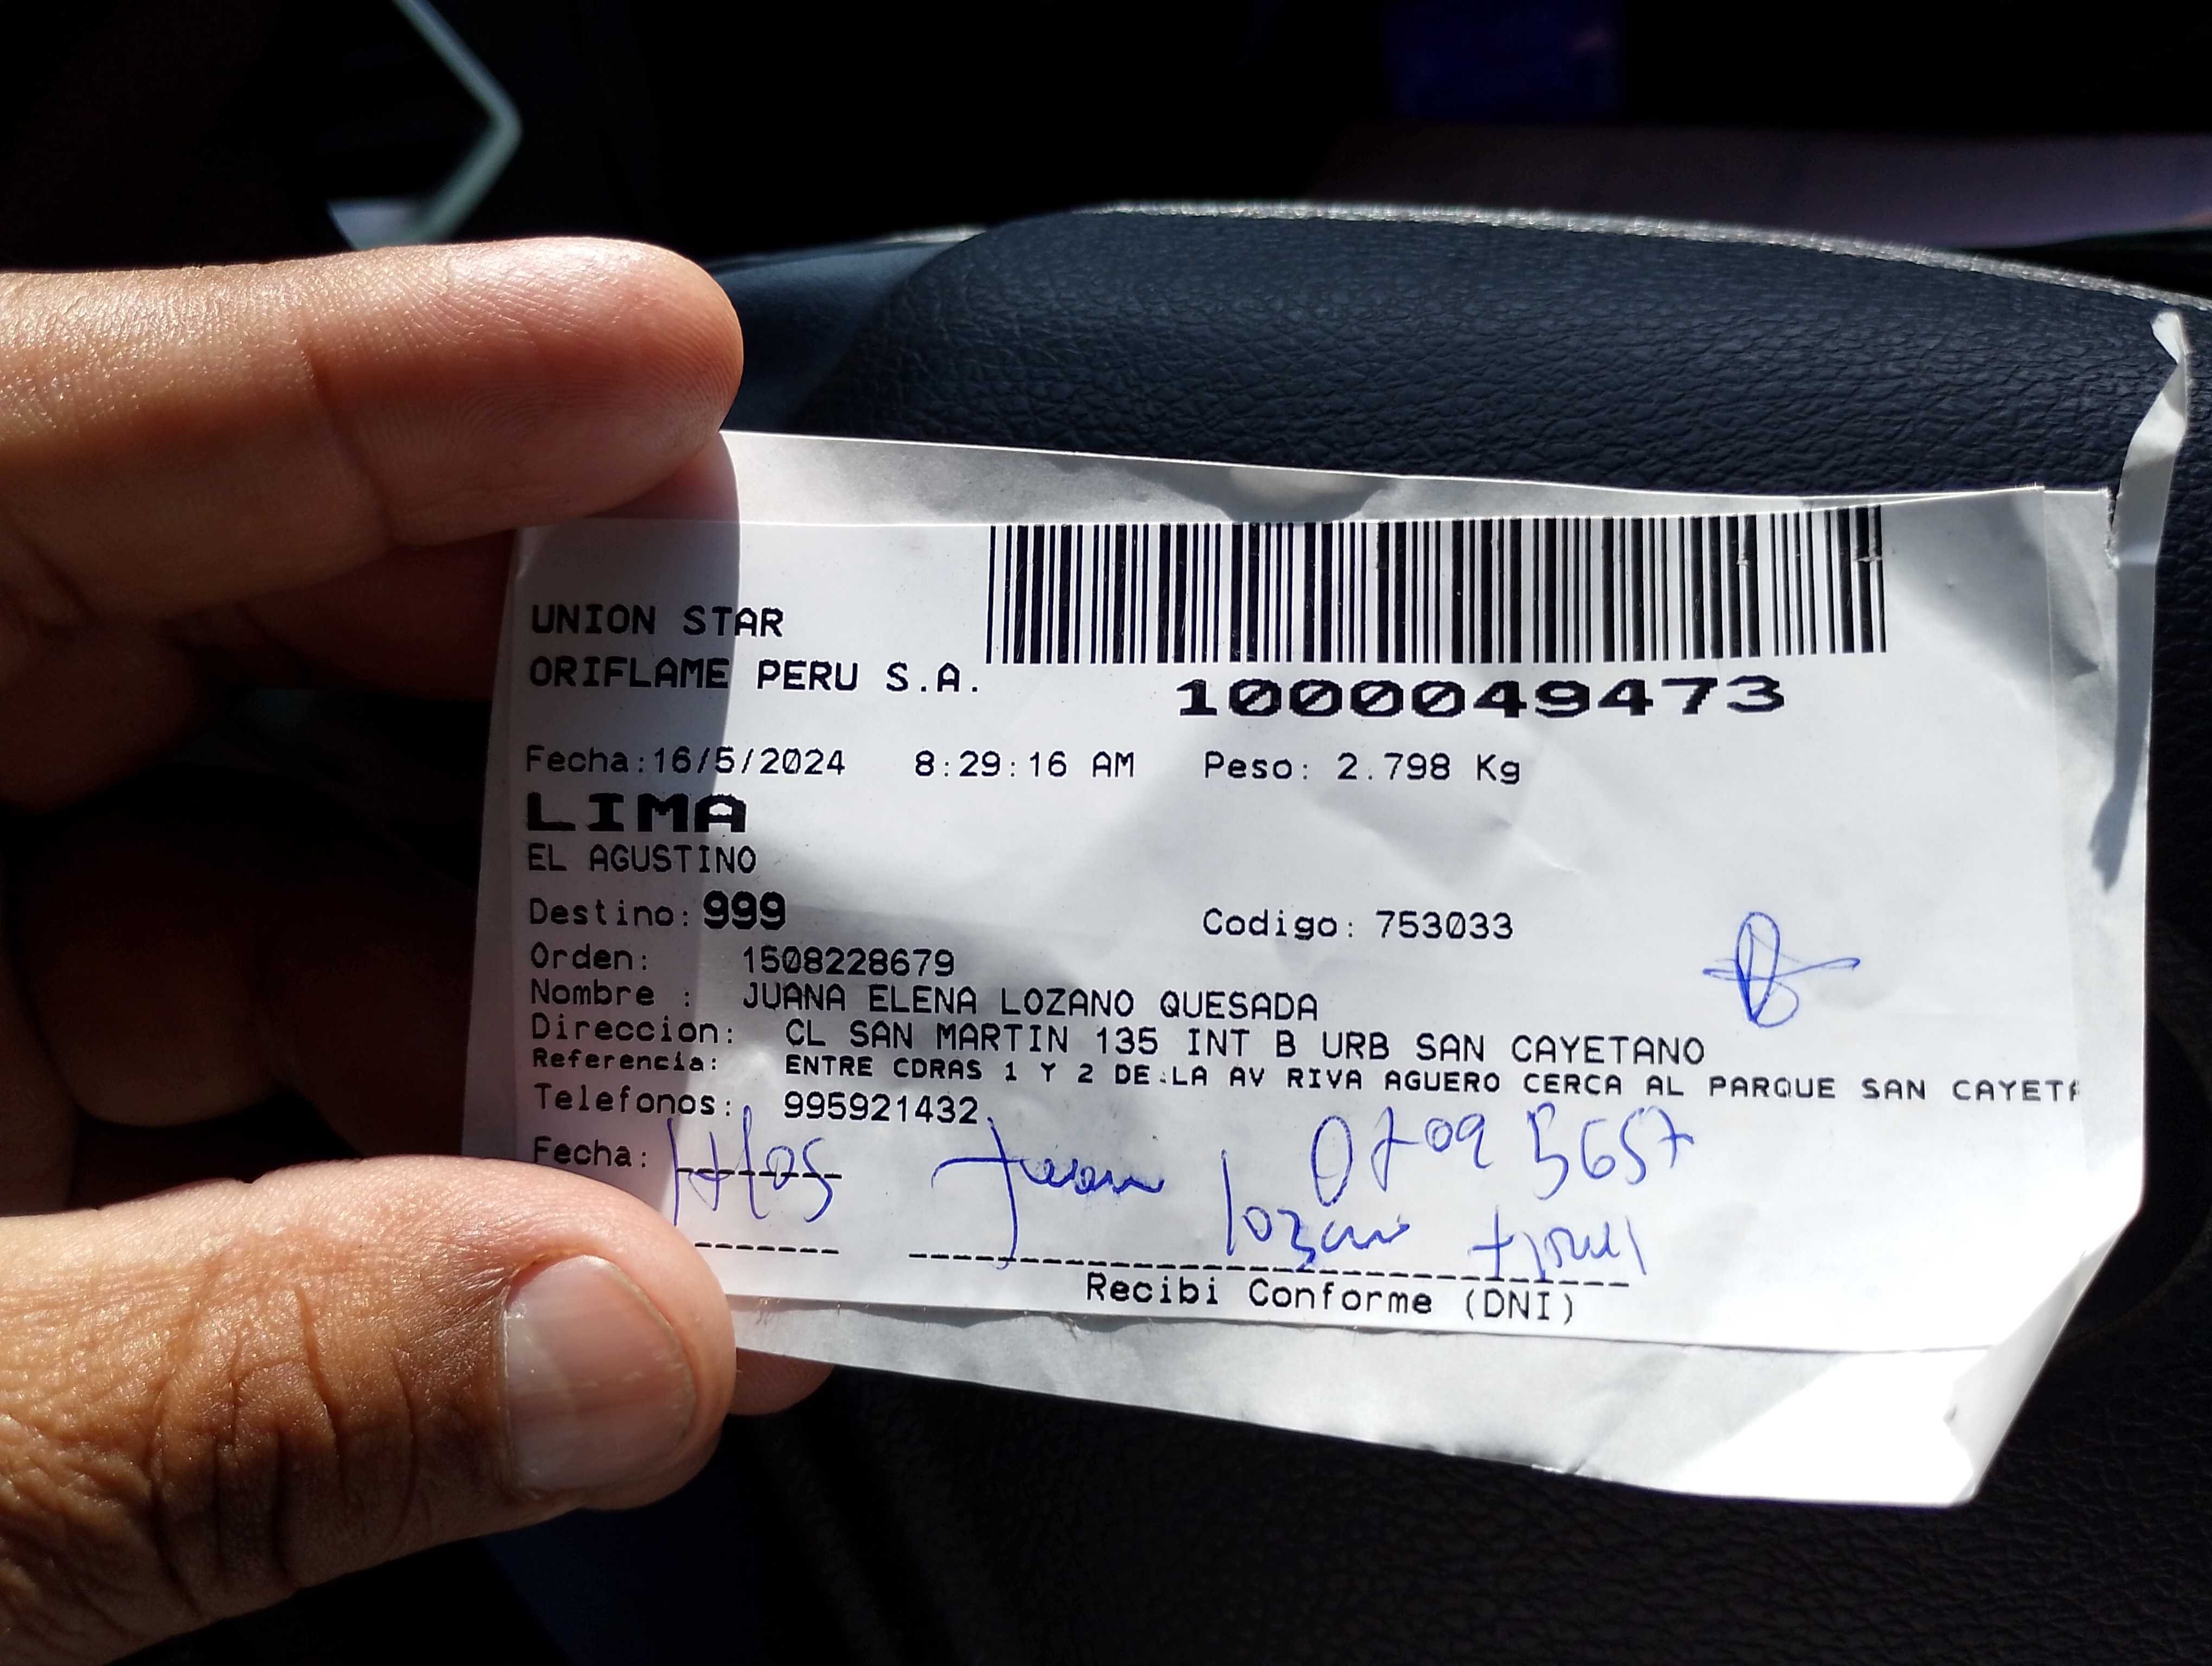 UNION STAR
ORIFLAME PERU S.A.
1000049473
Fecha:16/5/2024 8:29:16 AM Peso: 2.798 Kg
LIMA
EL AGUSTINO
Destino: 999 Codigo: 753033
Orden: 1508228679
Nombre : JUANA ELENA LOZANO QUESADA
Direccion: CL SAN MARTIN 135 INT B URB SAN CAYETANO
Referencia: ENTRE CDRAS 1 Y 2 DE LA AV RIVA AGUERO CERCA AL PARQUE SAN CAYETA
Telefonos: 995921432
Fecha: Juan 07095657
lozano
Recibi Conforme (DNI)